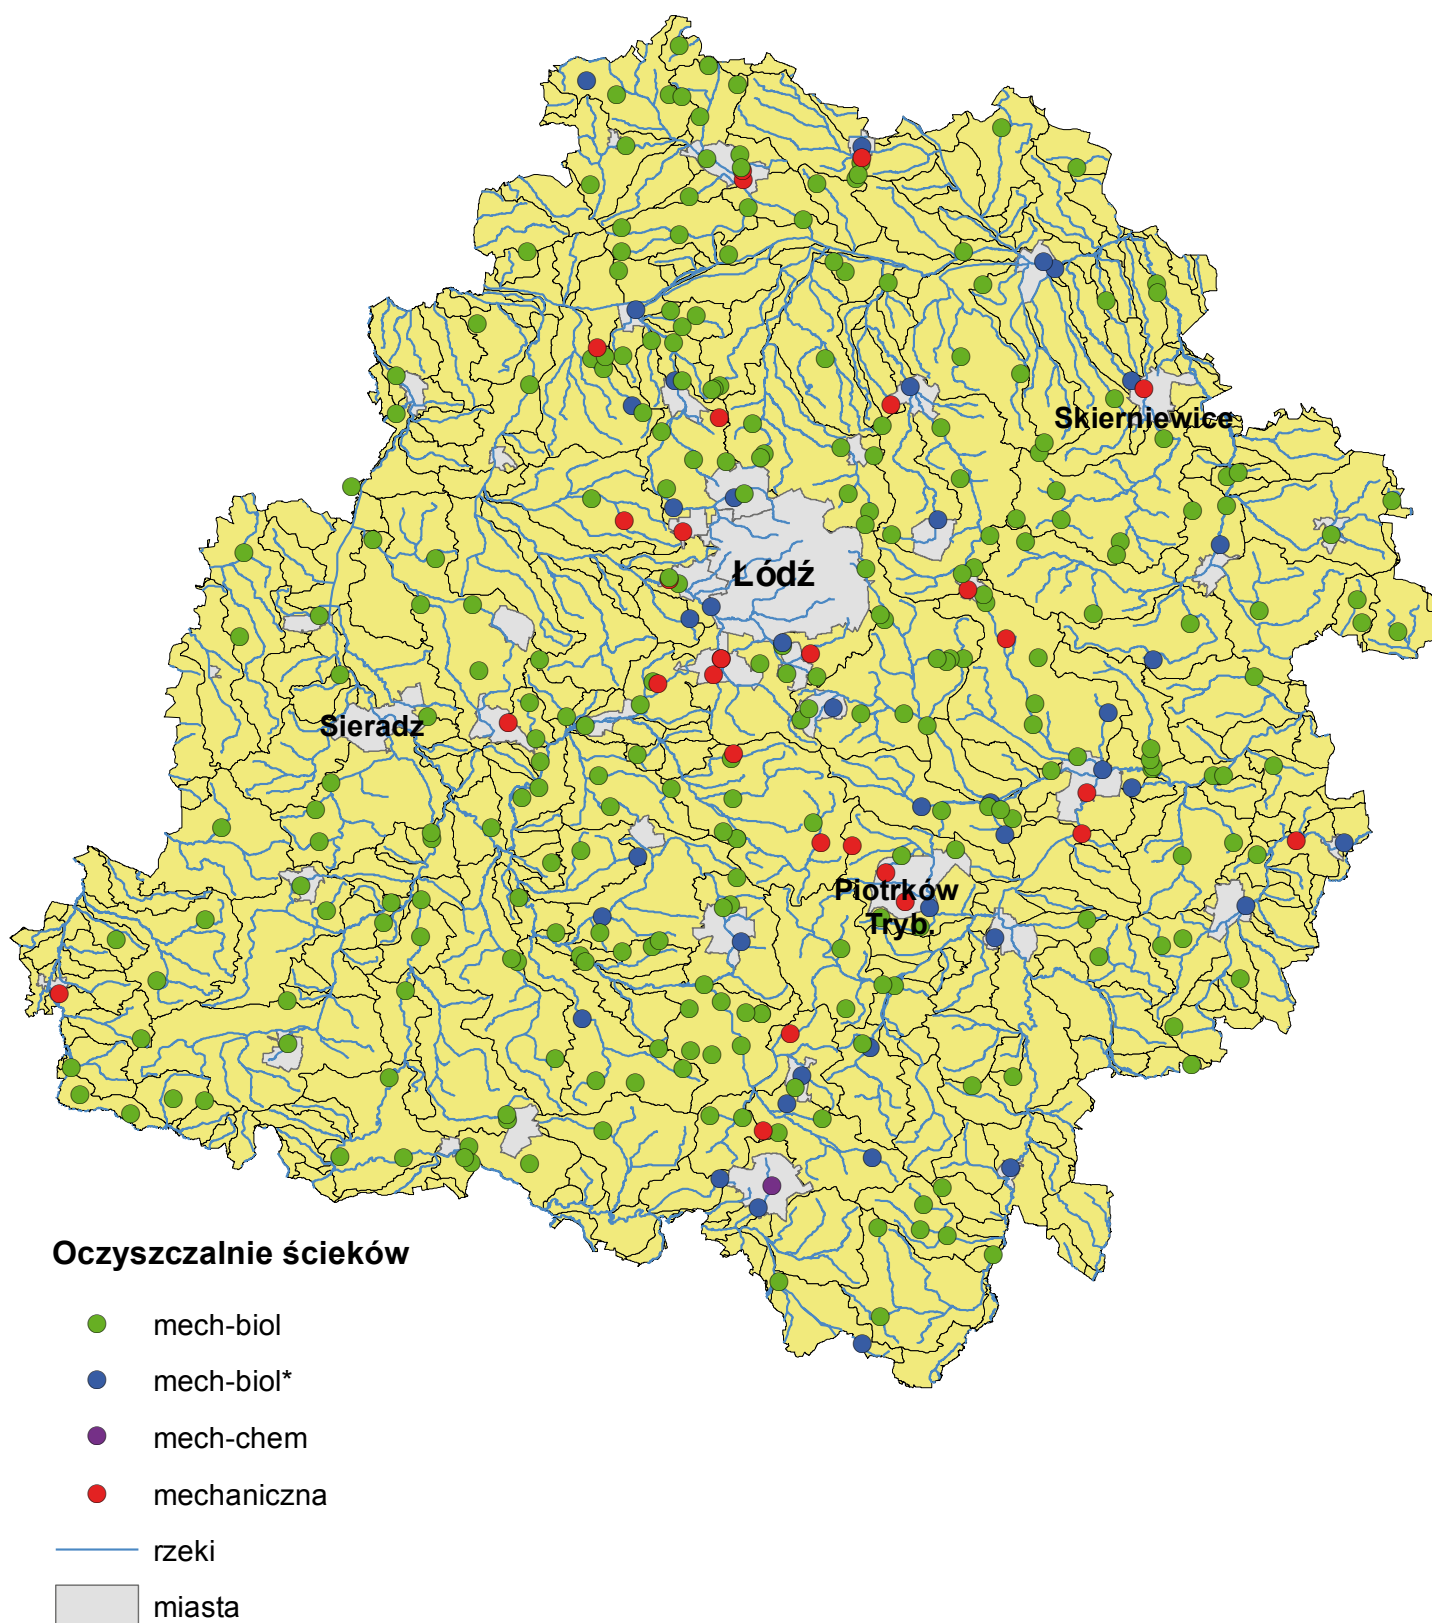 Skierniewice
Łódź
Sieradz
Piotrków
Tryb.
Oczyszczalnie ścieków
mech-biol
mech-biol*
mech-chem
mechaniczna
rzeki
miasta